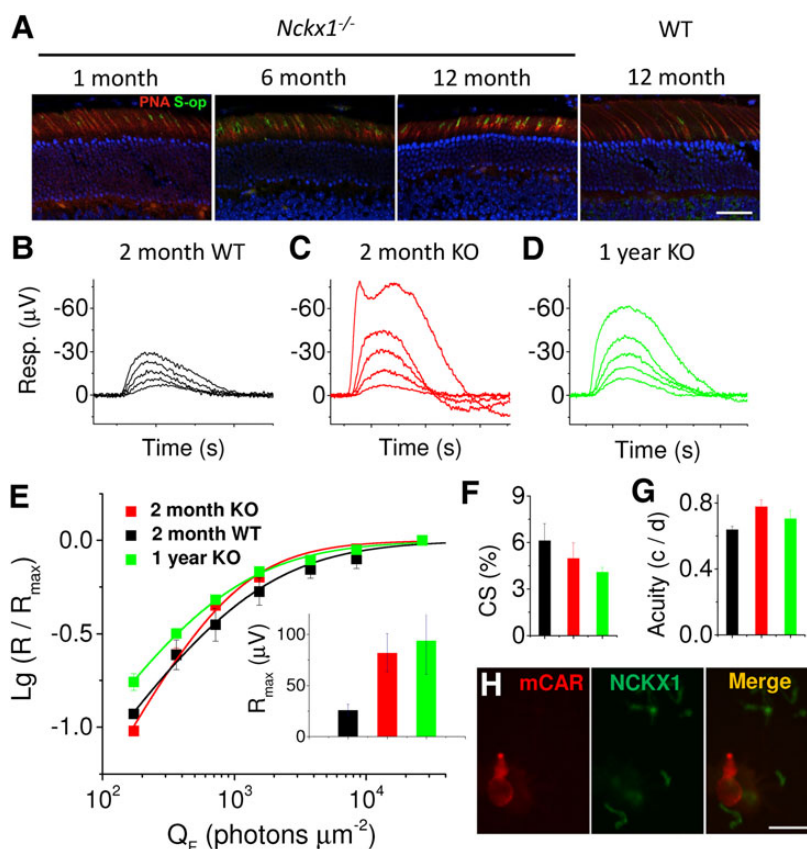 A
Nckx1-/-
WT
1 month
6 month
12 month
12 month
PNA S-op
B
2 month WT
C
2 month KO
D
1 year KO
Resp. (μV)
-60
-30
0
-60
-30
0
-60
-30
0
Time (s)
Time (s)
Time (s)
E
2 month KO
2 month WT
1 year KO
Lg (R / Rmax)
0.0
-0.5
-1.0
Rmax (μV)
100
50
0
10² 10³ 10⁴
QF (photons μm⁻²)
F
CS (%)
9
6
3
0
G
Acuity (c / d)
0.8
0.4
0.0
H
mCAR
NCKX1
Merge